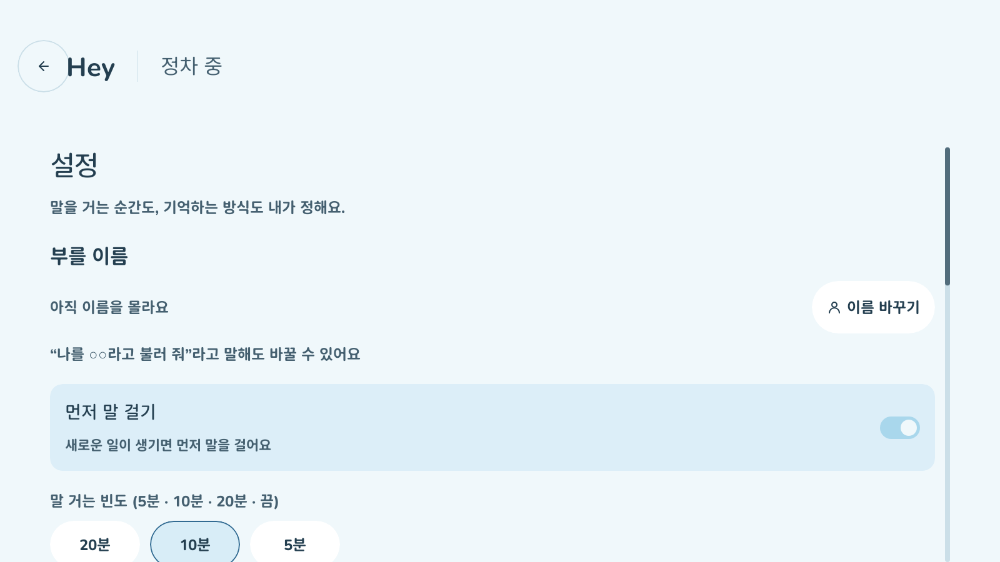 Hey
정차 중
설정
말을 거는 순간도, 기억하는 방식도 내가 정해요.
부를 이름
아직 이름을 몰라요
이름 바꾸기
“나를 ○○라고 불러 줘”라고 말해도 바꿀 수 있어요
먼저 말 걸기
새로운 일이 생기면 먼저 말을 걸어요
말 거는 빈도 (5분 · 10분 · 20분 · 끔)
20분
10분
5분